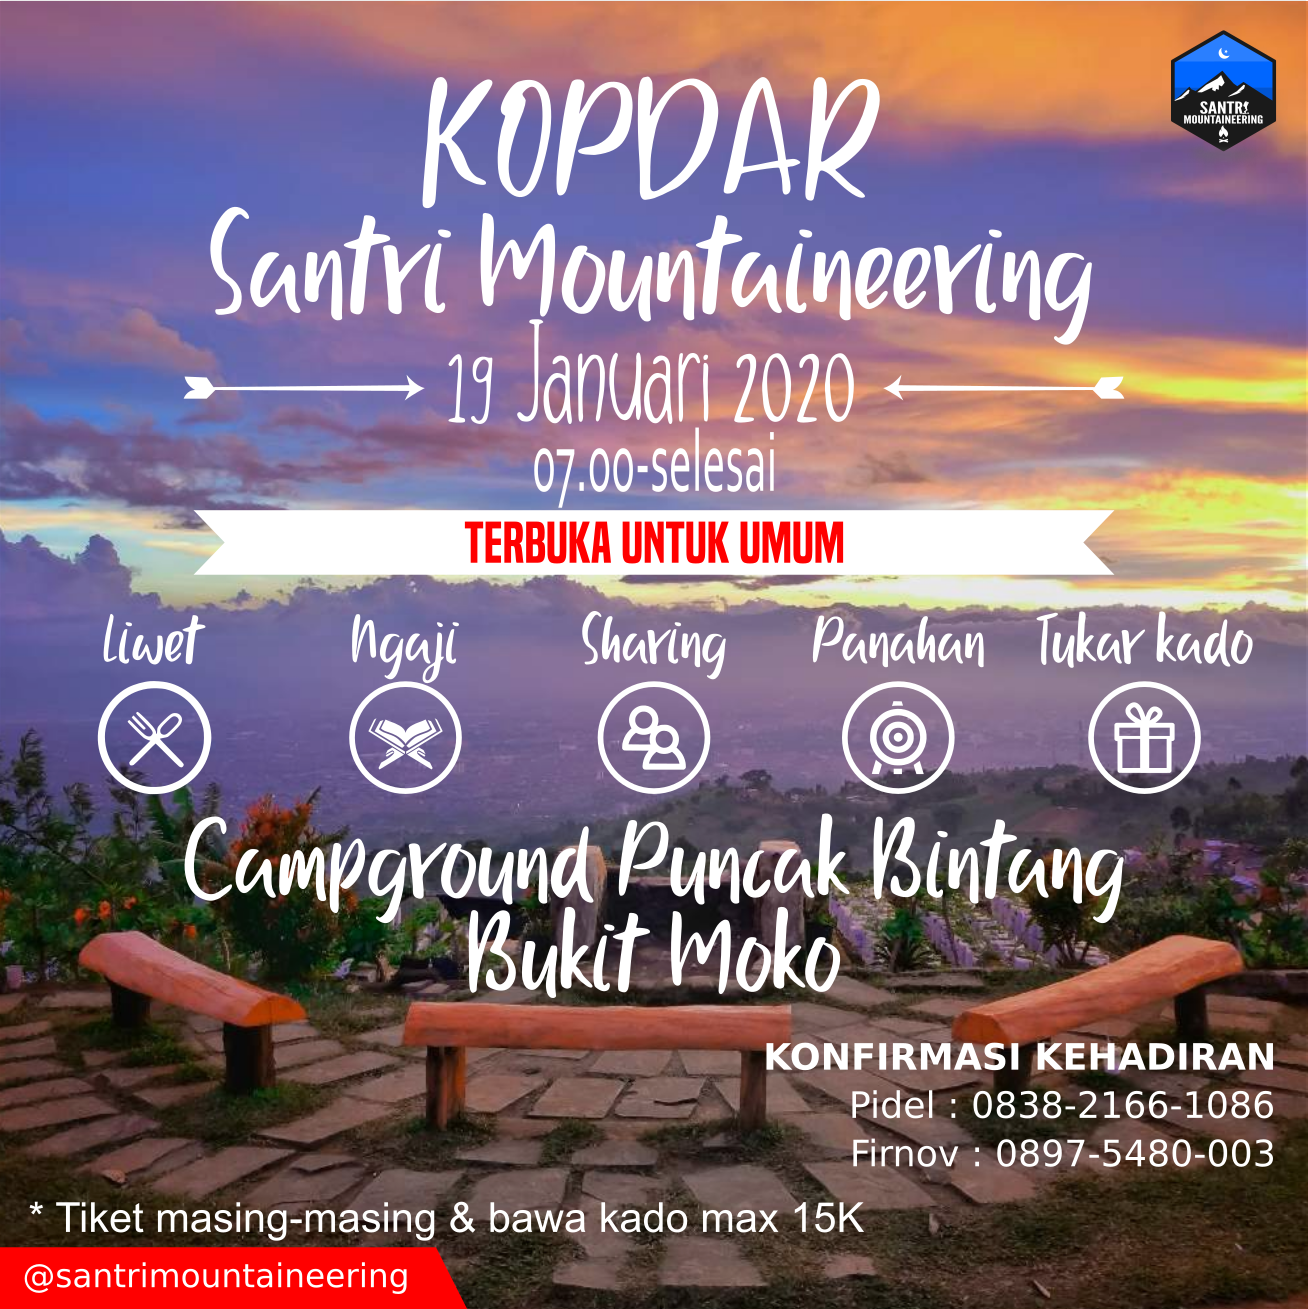 SANTRI
MOUNTAINEERING
KOPDAR
Santri Mountaineering
19 Januari 2020
07.00-selesai
TERBUKA UNTUK UMUM
Liwet
Ngaji
Sharing
Panahan
Tukar kado
Campground Puncak Bintang
Bukit Moko
KONFIRMASI KEHADIRAN
Pidel : 0838-2166-1086
Firnov : 0897-5480-003
* Tiket masing-masing & bawa kado max 15K
@santrimountaineering